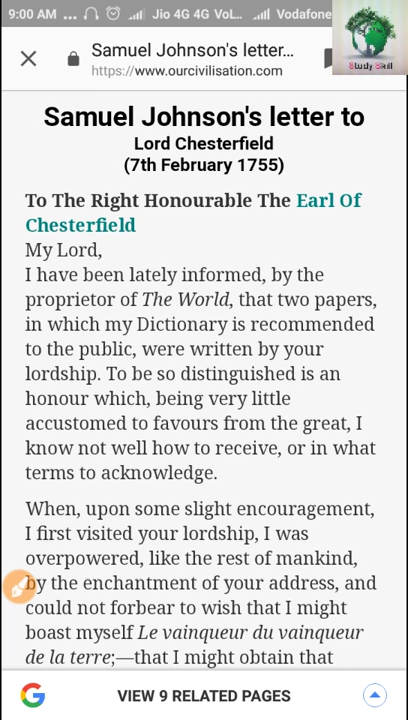 9:00 AM ... Jio 4G 4G VoL.. Vodafone
Study Skill
Samuel Johnson's letter...
https://www.ourcivilisation.com
Samuel Johnson's letter to
Lord Chesterfield
(7th February 1755)
To The Right Honourable The Earl Of
Chesterfield
My Lord,
I have been lately informed, by the
proprietor of The World, that two papers,
in which my Dictionary is recommended
to the public, were written by your
lordship. To be so distinguished is an
honour which, being very little
accustomed to favours from the great, I
know not well how to receive, or in what
terms to acknowledge.
When, upon some slight encouragement,
I first visited your lordship, I was
overpowered, like the rest of mankind,
by the enchantment of your address, and
could not forbear to wish that I might
boast myself Le vainqueur du vainqueur
de la terre;—that I might obtain that
G VIEW 9 RELATED PAGES